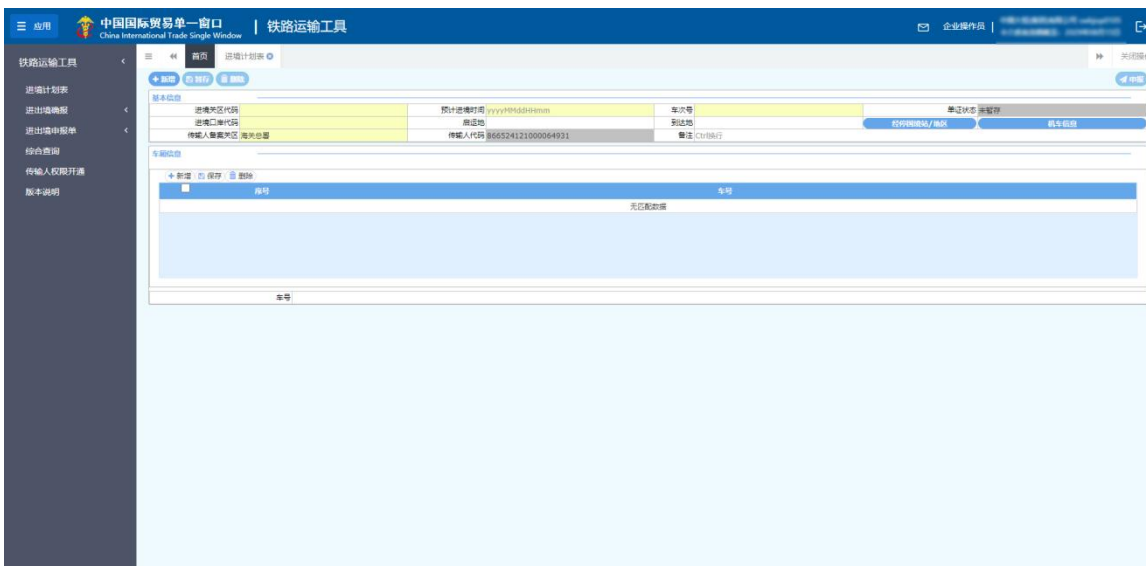 应用
中国国际贸易单一窗口 | 铁路运输工具
China International Trade Single Window
企业操作员 |
铁路运输工具
首页 进境计划表
进境计划表
进出境确报
进出境申报单
综合查询
传输人权限开通
版本说明
+新增 暂存 删除 申报
基本信息
进境关区代码 预计进境时间 yyyyMMddHHmm 车次号 单证状态 未暂存
进境口岸代码 启运地 到达地 经停国境站/地区 机车信息
传输人备案关区 海关总署 传输人代码 866524121000064931 备注 Ctrl换行
车厢信息
+新增 保存 删除
序号 车号
无匹配数据
车号